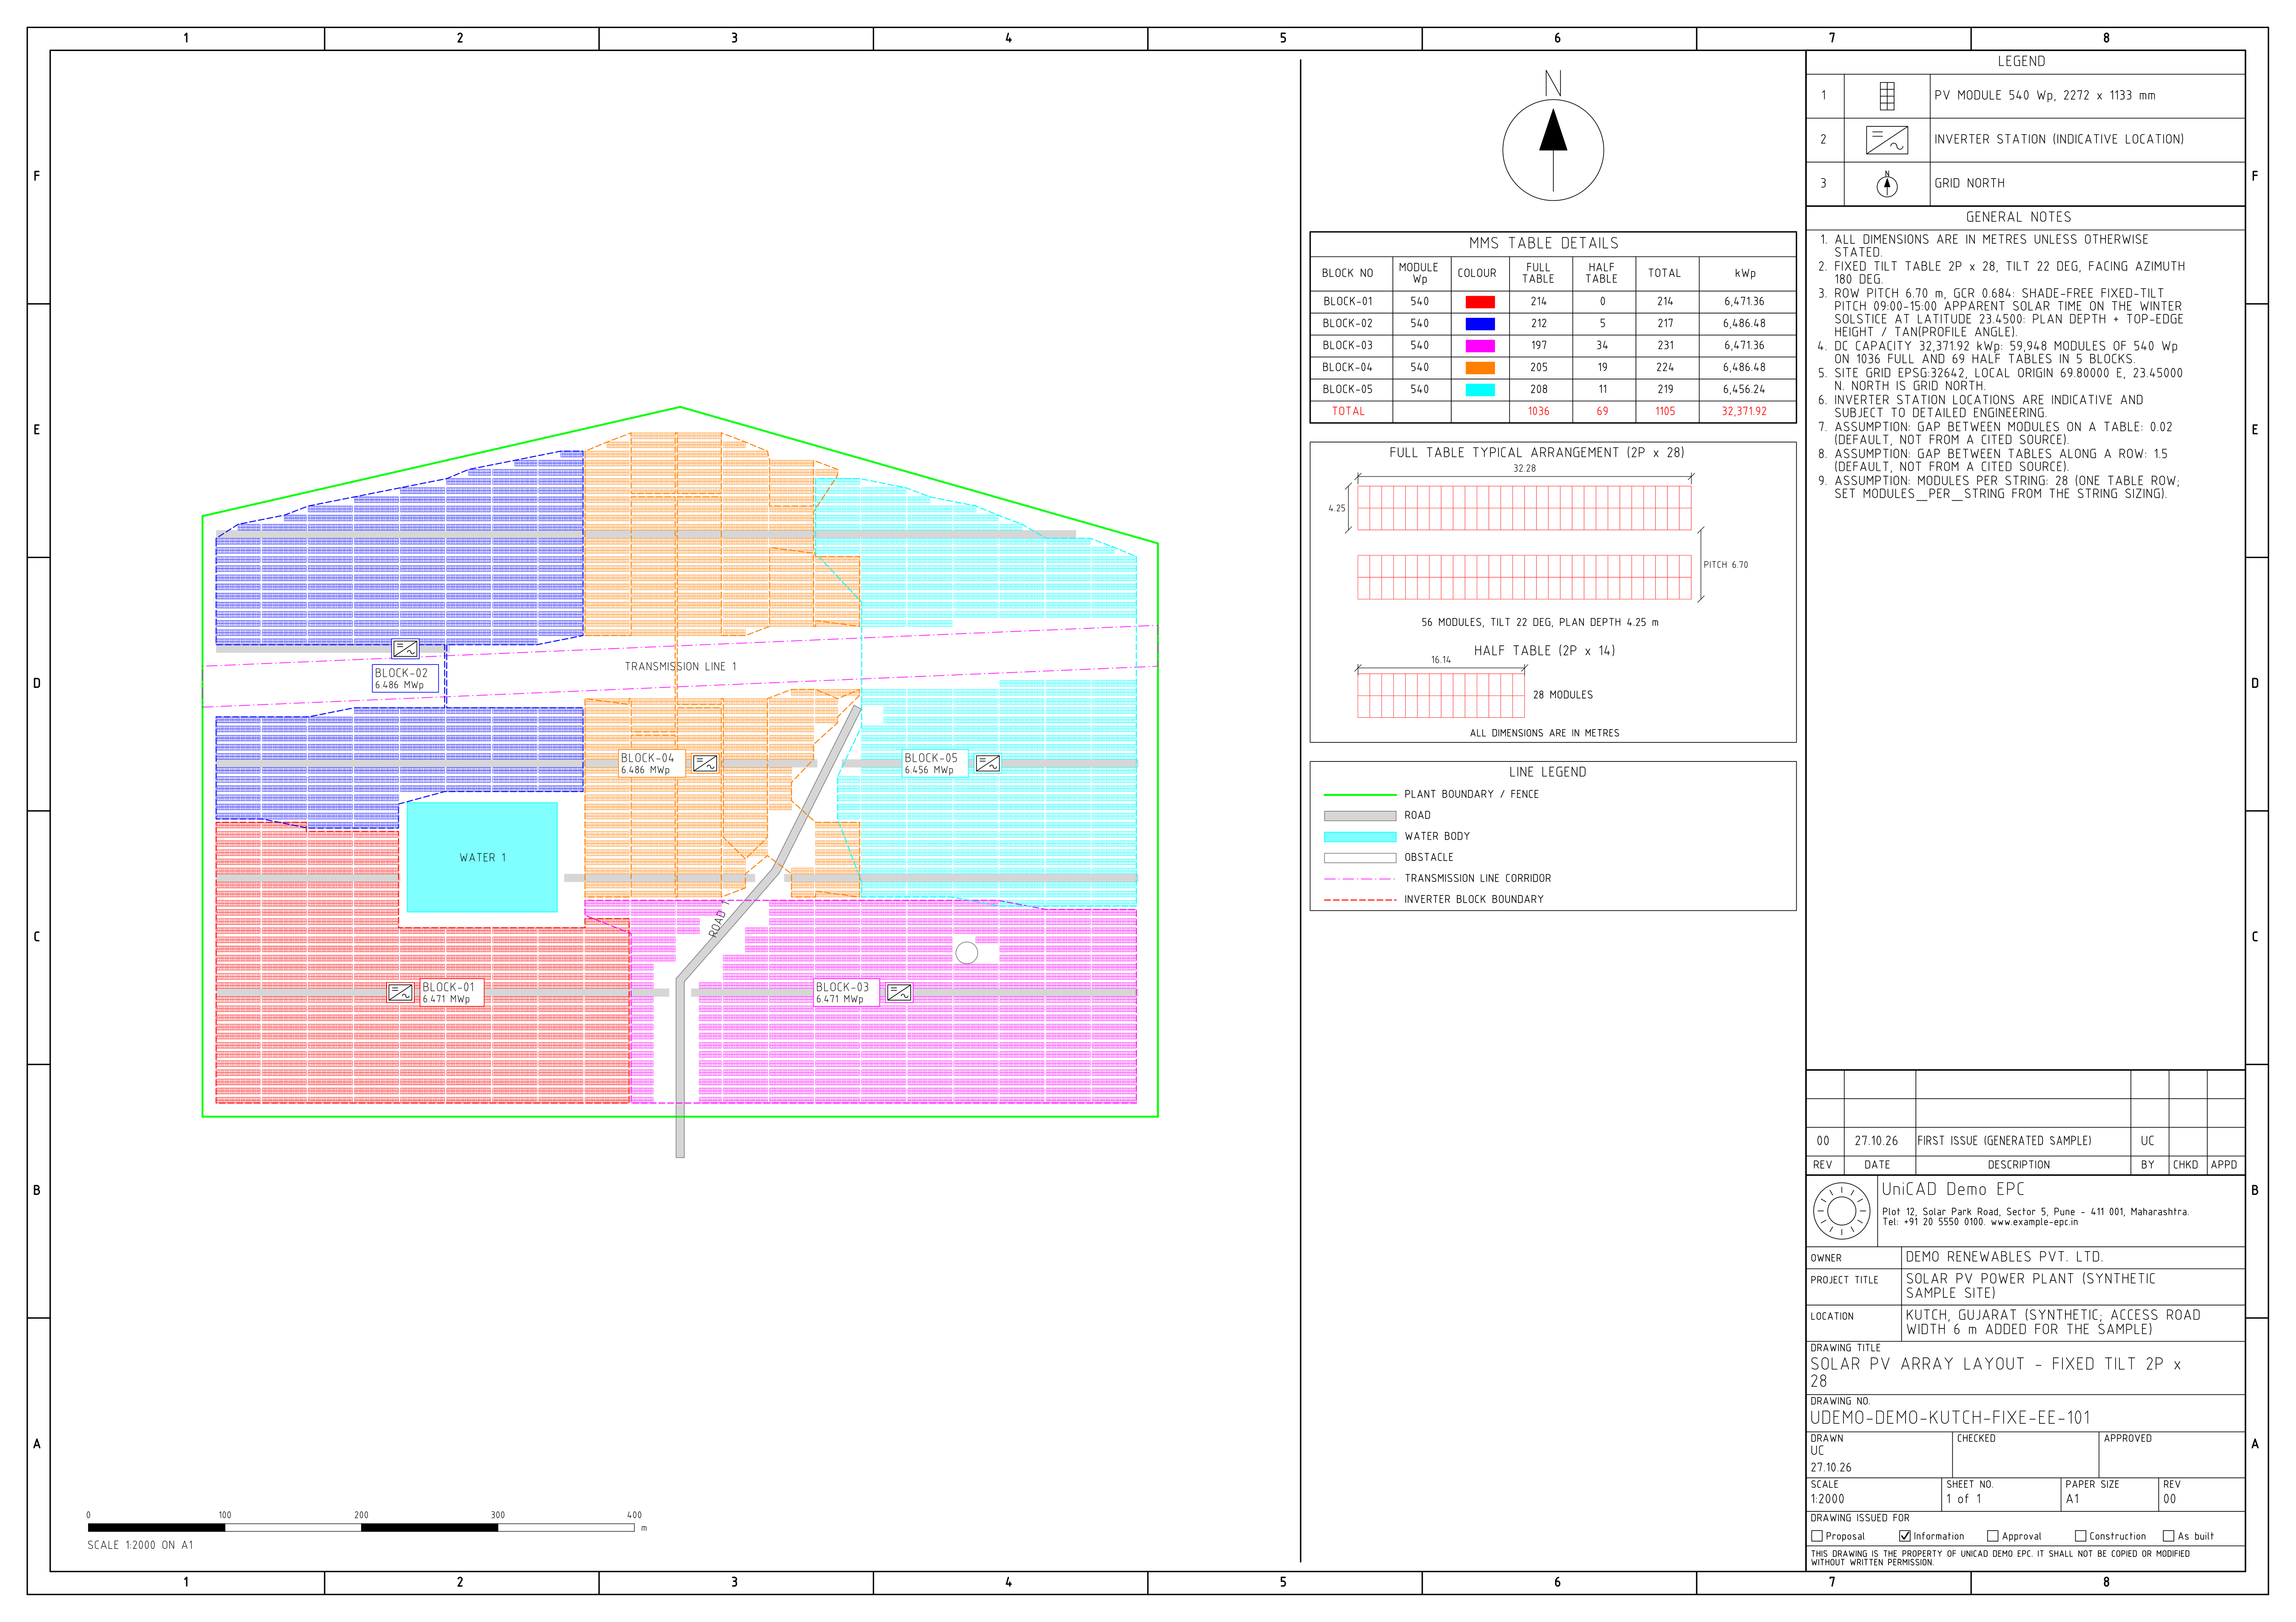 1 2 3 4 5 6 7 8
F
E
D
C
B
A
TRANSMISSION LINE 1
BLOCK-02
6.486 MWp
BLOCK-04
6.486 MWp
BLOCK-05
6.456 MWp
WATER 1
ROAD 1
BLOCK-01
6.471 MWp
BLOCK-03
6.471 MWp
0 100 200 300 400
m
SCALE 1:2000 ON A1
N
MMS TABLE DETAILS
BLOCK NO MODULE Wp COLOUR FULL TABLE HALF TABLE TOTAL kWp
BLOCK-01 540 214 0 214 6,471.36
BLOCK-02 540 212 5 217 6,486.48
BLOCK-03 540 197 34 231 6,471.36
BLOCK-04 540 205 19 224 6,486.48
BLOCK-05 540 208 11 219 6,456.24
TOTAL 1036 69 1105 32,371.92
FULL TABLE TYPICAL ARRANGEMENT (2P x 28)
32.28
4.25
PITCH 6.70
56 MODULES, TILT 22 DEG, PLAN DEPTH 4.25 m
HALF TABLE (2P x 14)
16.14
28 MODULES
ALL DIMENSIONS ARE IN METRES
LINE LEGEND
PLANT BOUNDARY / FENCE
ROAD
WATER BODY
OBSTACLE
TRANSMISSION LINE CORRIDOR
INVERTER BLOCK BOUNDARY
LEGEND
1 PV MODULE 540 Wp, 2272 x 1133 mm
2 INVERTER STATION (INDICATIVE LOCATION)
3 N GRID NORTH
GENERAL NOTES
1. ALL DIMENSIONS ARE IN METRES UNLESS OTHERWISE
STATED.
2. FIXED TILT TABLE 2P x 28, TILT 22 DEG, FACING AZIMUTH
180 DEG.
3. ROW PITCH 6.70 m, GCR 0.684: SHADE-FREE FIXED-TILT
PITCH 09:00-15:00 APPARENT SOLAR TIME ON THE WINTER
SOLSTICE AT LATITUDE 23.4500: PLAN DEPTH + TOP-EDGE
HEIGHT / TAN(PROFILE ANGLE).
4. DC CAPACITY 32,371.92 kWp: 59,948 MODULES OF 540 Wp
ON 1036 FULL AND 69 HALF TABLES IN 5 BLOCKS.
5. SITE GRID EPSG:32642, LOCAL ORIGIN 69.80000 E, 23.45000
N. NORTH IS GRID NORTH.
6. INVERTER STATION LOCATIONS ARE INDICATIVE AND
SUBJECT TO DETAILED ENGINEERING.
7. ASSUMPTION: GAP BETWEEN MODULES ON A TABLE: 0.02
(DEFAULT, NOT FROM A CITED SOURCE).
8. ASSUMPTION: GAP BETWEEN TABLES ALONG A ROW: 1.5
(DEFAULT, NOT FROM A CITED SOURCE).
9. ASSUMPTION: MODULES PER STRING: 28 (ONE TABLE ROW;
SET MODULES_PER_STRING FROM THE STRING SIZING).
00 27.10.26 FIRST ISSUE (GENERATED SAMPLE) UC
REV DATE DESCRIPTION BY CHKD APPD
UniCAD Demo EPC
Plot 12, Solar Park Road, Sector 5, Pune - 411 001, Maharashtra.
Tel: +91 20 5550 0100. www.example-epc.in
OWNER DEMO RENEWABLES PVT. LTD.
PROJECT TITLE SOLAR PV POWER PLANT (SYNTHETIC
SAMPLE SITE)
LOCATION KUTCH, GUJARAT (SYNTHETIC; ACCESS ROAD
WIDTH 6 m ADDED FOR THE SAMPLE)
DRAWING TITLE
SOLAR PV ARRAY LAYOUT - FIXED TILT 2P x
28
DRAWING NO.
UDEMO-DEMO-KUTCH-FIXE-EE-101
DRAWN CHECKED APPROVED
UC
27.10.26
SCALE SHEET NO. PAPER SIZE REV
1:2000 1 of 1 A1 00
DRAWING ISSUED FOR
Proposal Information Approval Construction As built
THIS DRAWING IS THE PROPERTY OF UNICAD DEMO EPC. IT SHALL NOT BE COPIED OR MODIFIED
WITHOUT WRITTEN PERMISSION.
F
E
D
C
B
A
1 2 3 4 5 6 7 8